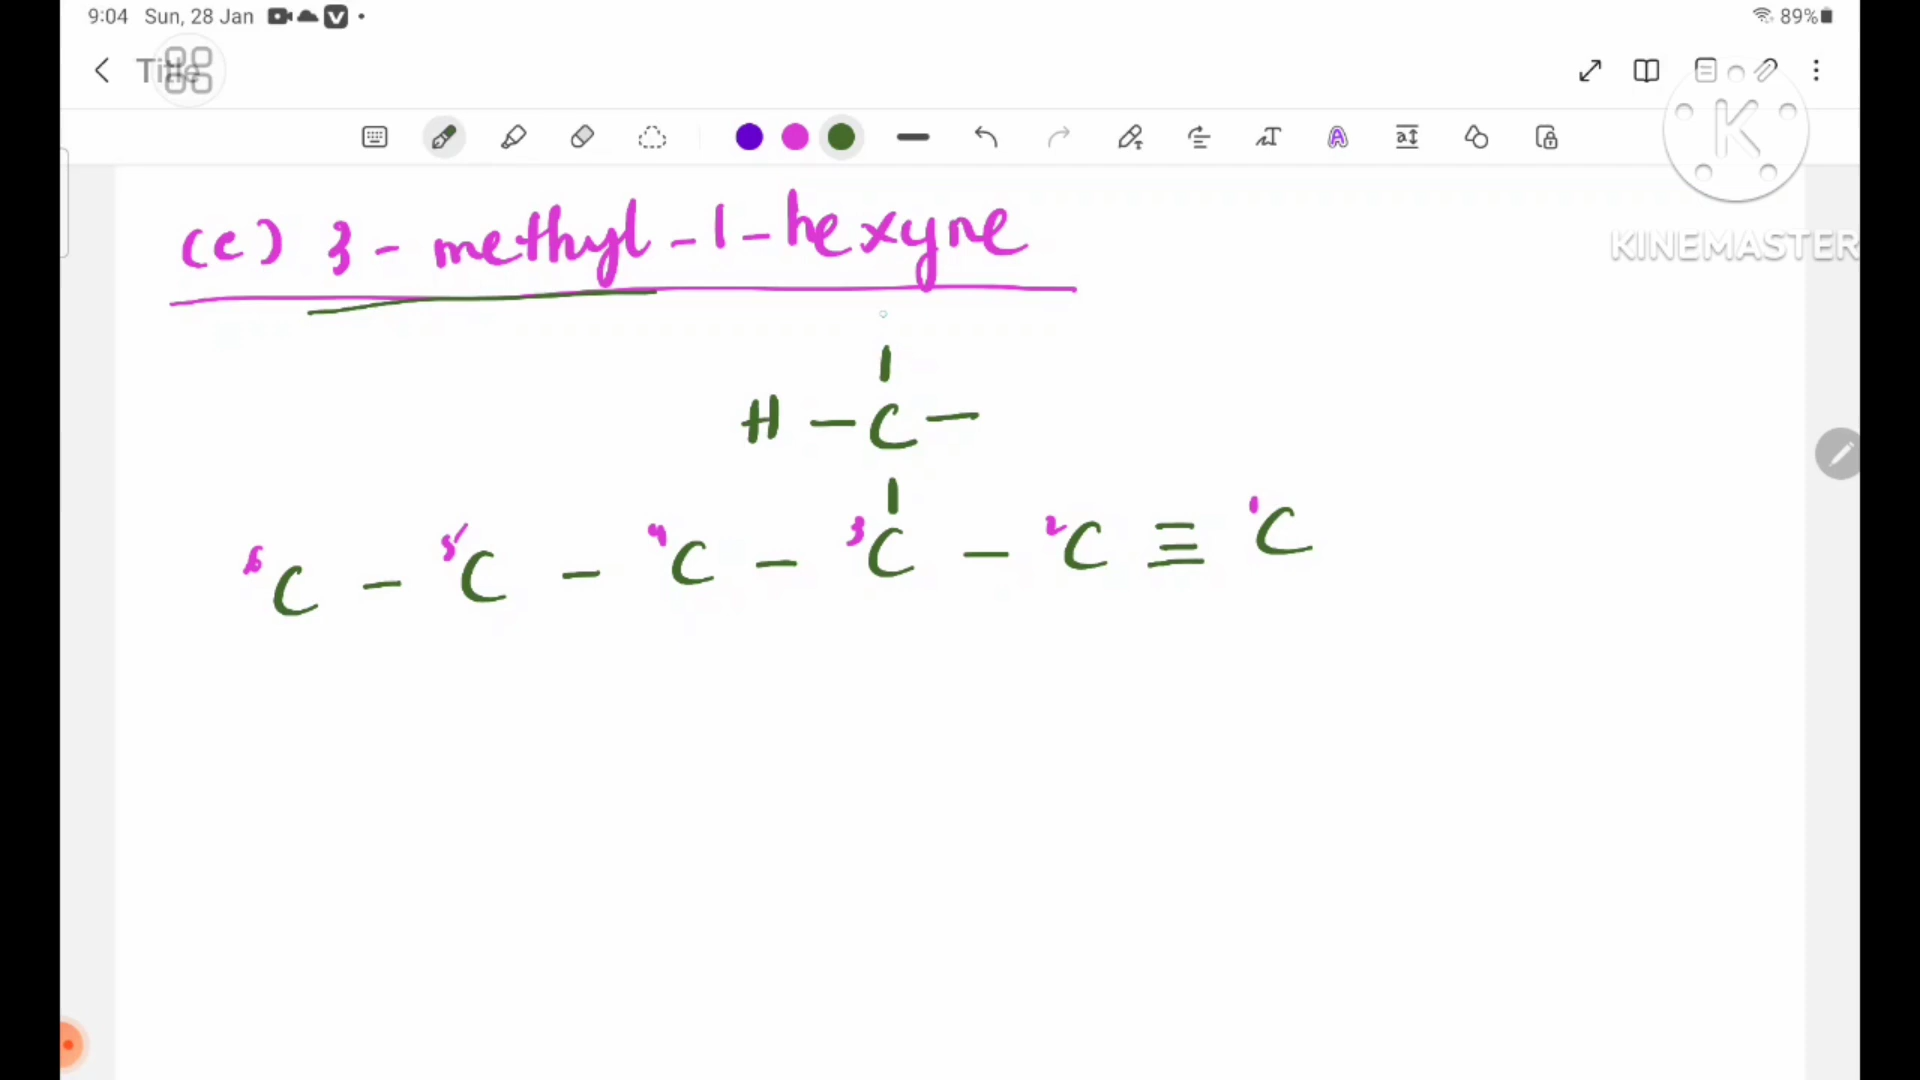 9:04 Sun, 28 Jan 89%
Title
K
KINEMASTER
(c) 3 - methyl - 1 - hexyne
H - C -
6C - 5C - 4C - 3C - 2C ≡ 1C